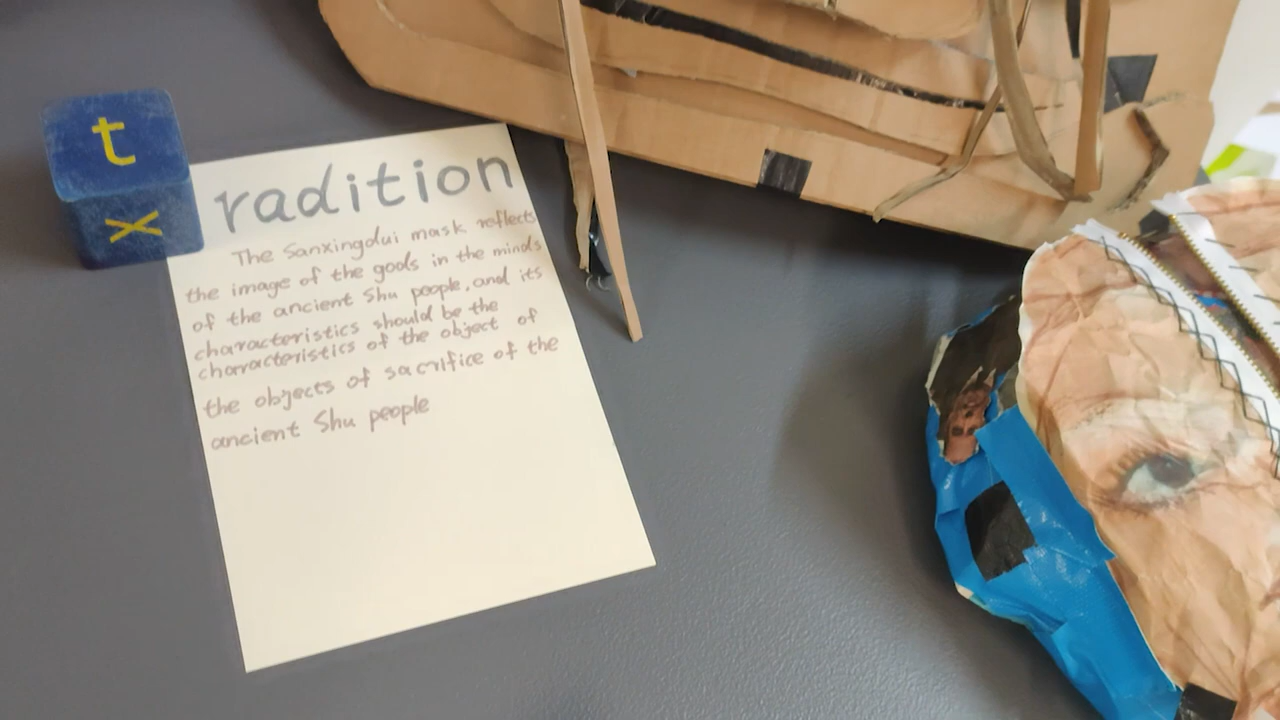 t
x
radition
The Sanxingdui mask reflects
the image of the gods in the minds
of the ancient Shu people, and its
characteristics should be the
characteristics of the object of
the objects of sacrifice of the
ancient Shu people